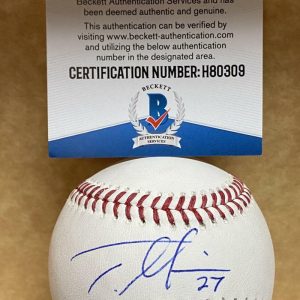 Beckett Authentication Services and has
been deemed authentic and genuine.
This authentication can be verified by
visiting www.beckett-authentication.com
and utilizing the below authentication
number in the designated area.
CERTIFICATION NUMBER: H80309
BECKETT
B
AUTHENTICATION SERVICES
27